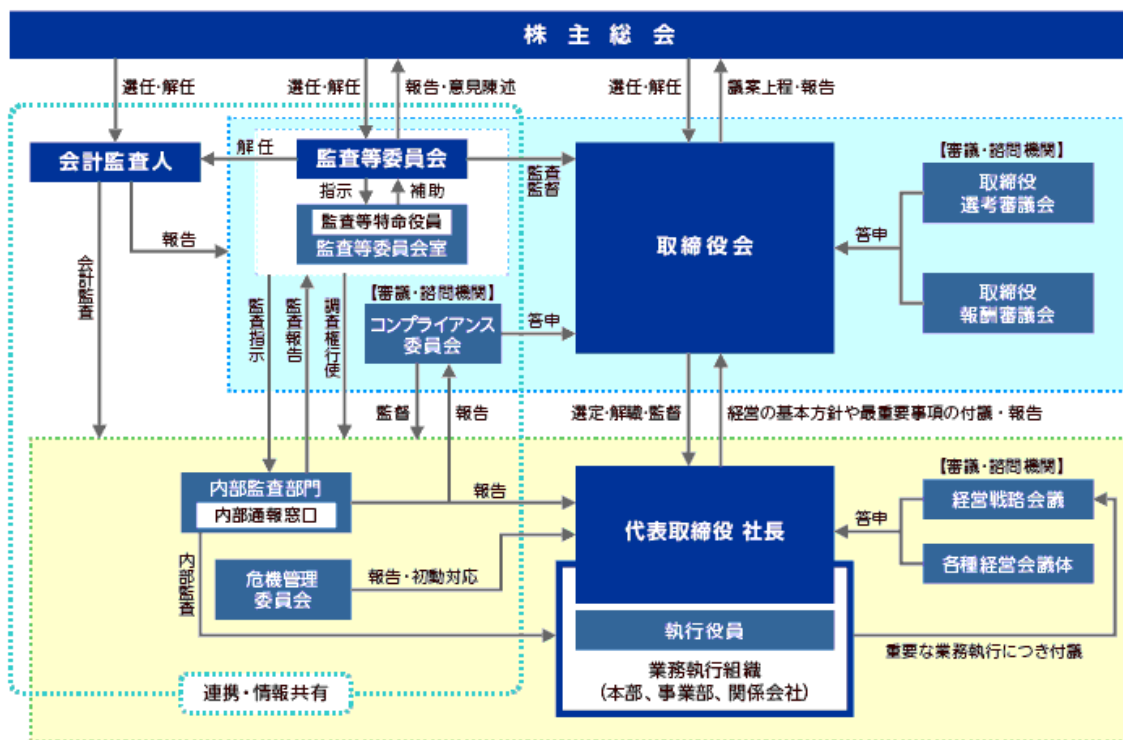 株主総会
選任・解任
選任・解任
報告・意見陳述
選任・解任
議案上程・報告
会計監査人
解任
監査等委員会
監査
監督
取締役会
【審議・諮問機関】
取締役
選考審議会
指示
補助
監査等特命役員
監査等委員会室
報告
答申
取締役
報酬審議会
会計監査
監査指示
監査報告
調査権行使
【審議・諮問機関】
コンプライアンス
委員会
答申
監督
報告
選定・解職・監督
経営の基本方針や最重要事項の付議・報告
内部監査部門
内部通報窓口
報告
代表取締役 社長
【審議・諮問機関】
経営戦略会議
答申
各種経営会議体
内部監査
危機管理
委員会
報告・初動対応
執行役員
業務執行組織
(本部、事業部、関係会社)
重要な業務執行につき付議
連携・情報共有